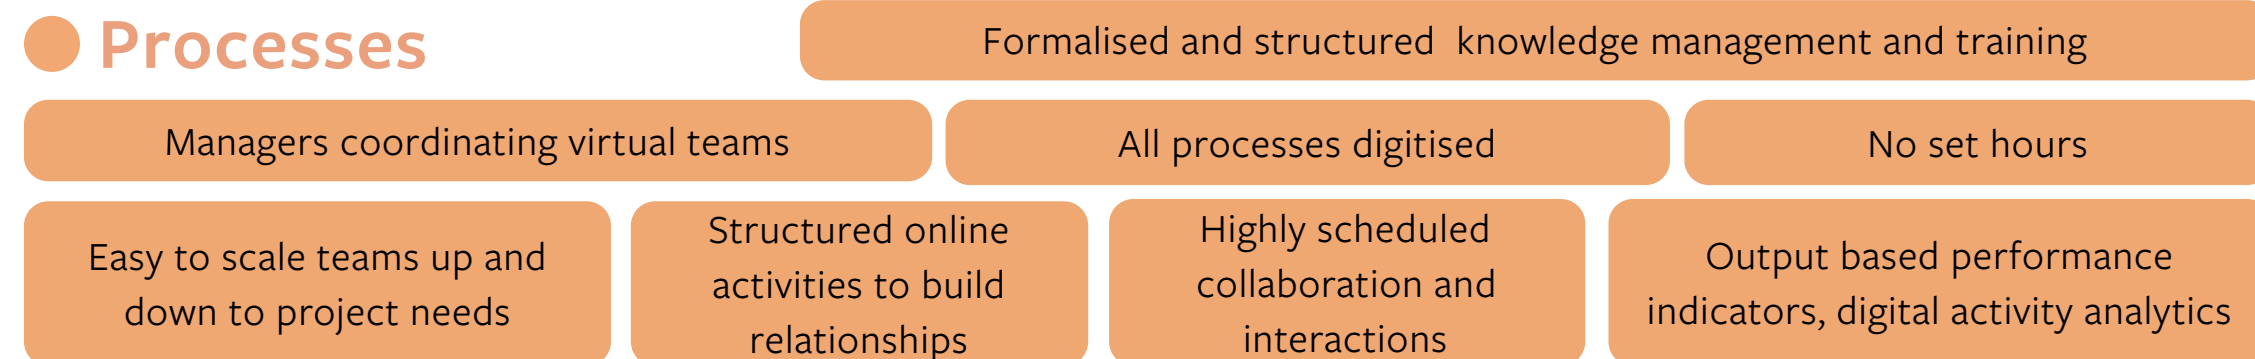 Processes
Formalised and structured knowledge management and training
Managers coordinating virtual teams
All processes digitised
No set hours
Easy to scale teams up and
down to project needs
Structured online
activities to build
relationships
Highly scheduled
collaboration and
interactions
Output based performance
indicators, digital activity analytics